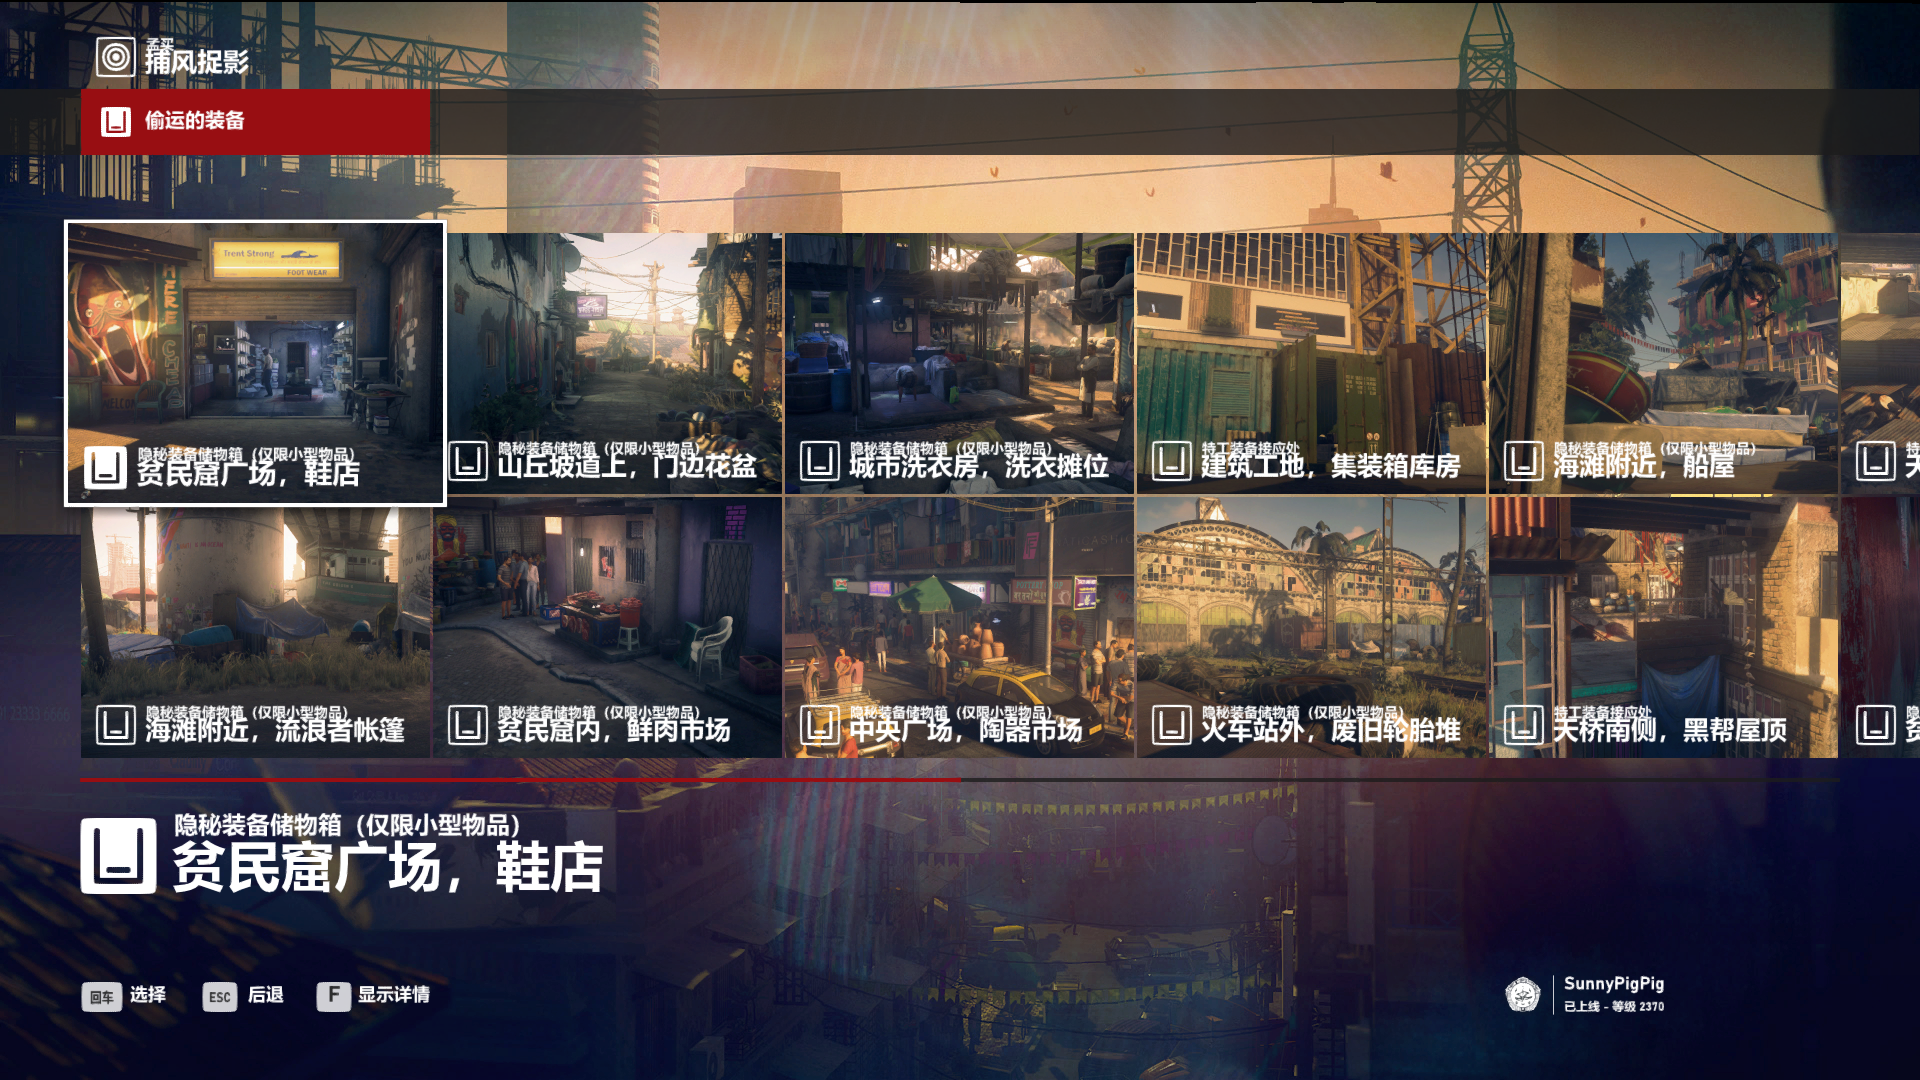 孟买
捕风捉影
偷运的装备
Trent Strong
FOOT WEAR
隐秘装备储物箱（仅限小型物品）
贫民窟广场，鞋店
隐秘装备储物箱（仅限小型物品）
山丘坡道上，门边花盆
隐秘装备储物箱（仅限小型物品）
城市洗衣房，洗衣摊位
特工装备接应处
建筑工地，集装箱库房
隐秘装备储物箱（仅限小型物品）
海滩附近，船屋
隐秘装备储物箱（仅限小型物品）
海滩附近，流浪者帐篷
隐秘装备储物箱（仅限小型物品）
贫民窟内，鲜肉市场
隐秘装备储物箱（仅限小型物品）
中央广场，陶器市场
隐秘装备储物箱（仅限小型物品）
火车站外，废旧轮胎堆
特工装备接应处
天桥南侧，黑帮屋顶
隐秘装备储物箱（仅限小型物品）
贫民窟广场，鞋店
回车 选择
ESC 后退
F 显示详情
SunnyPigPig
已上线 - 等级 2370